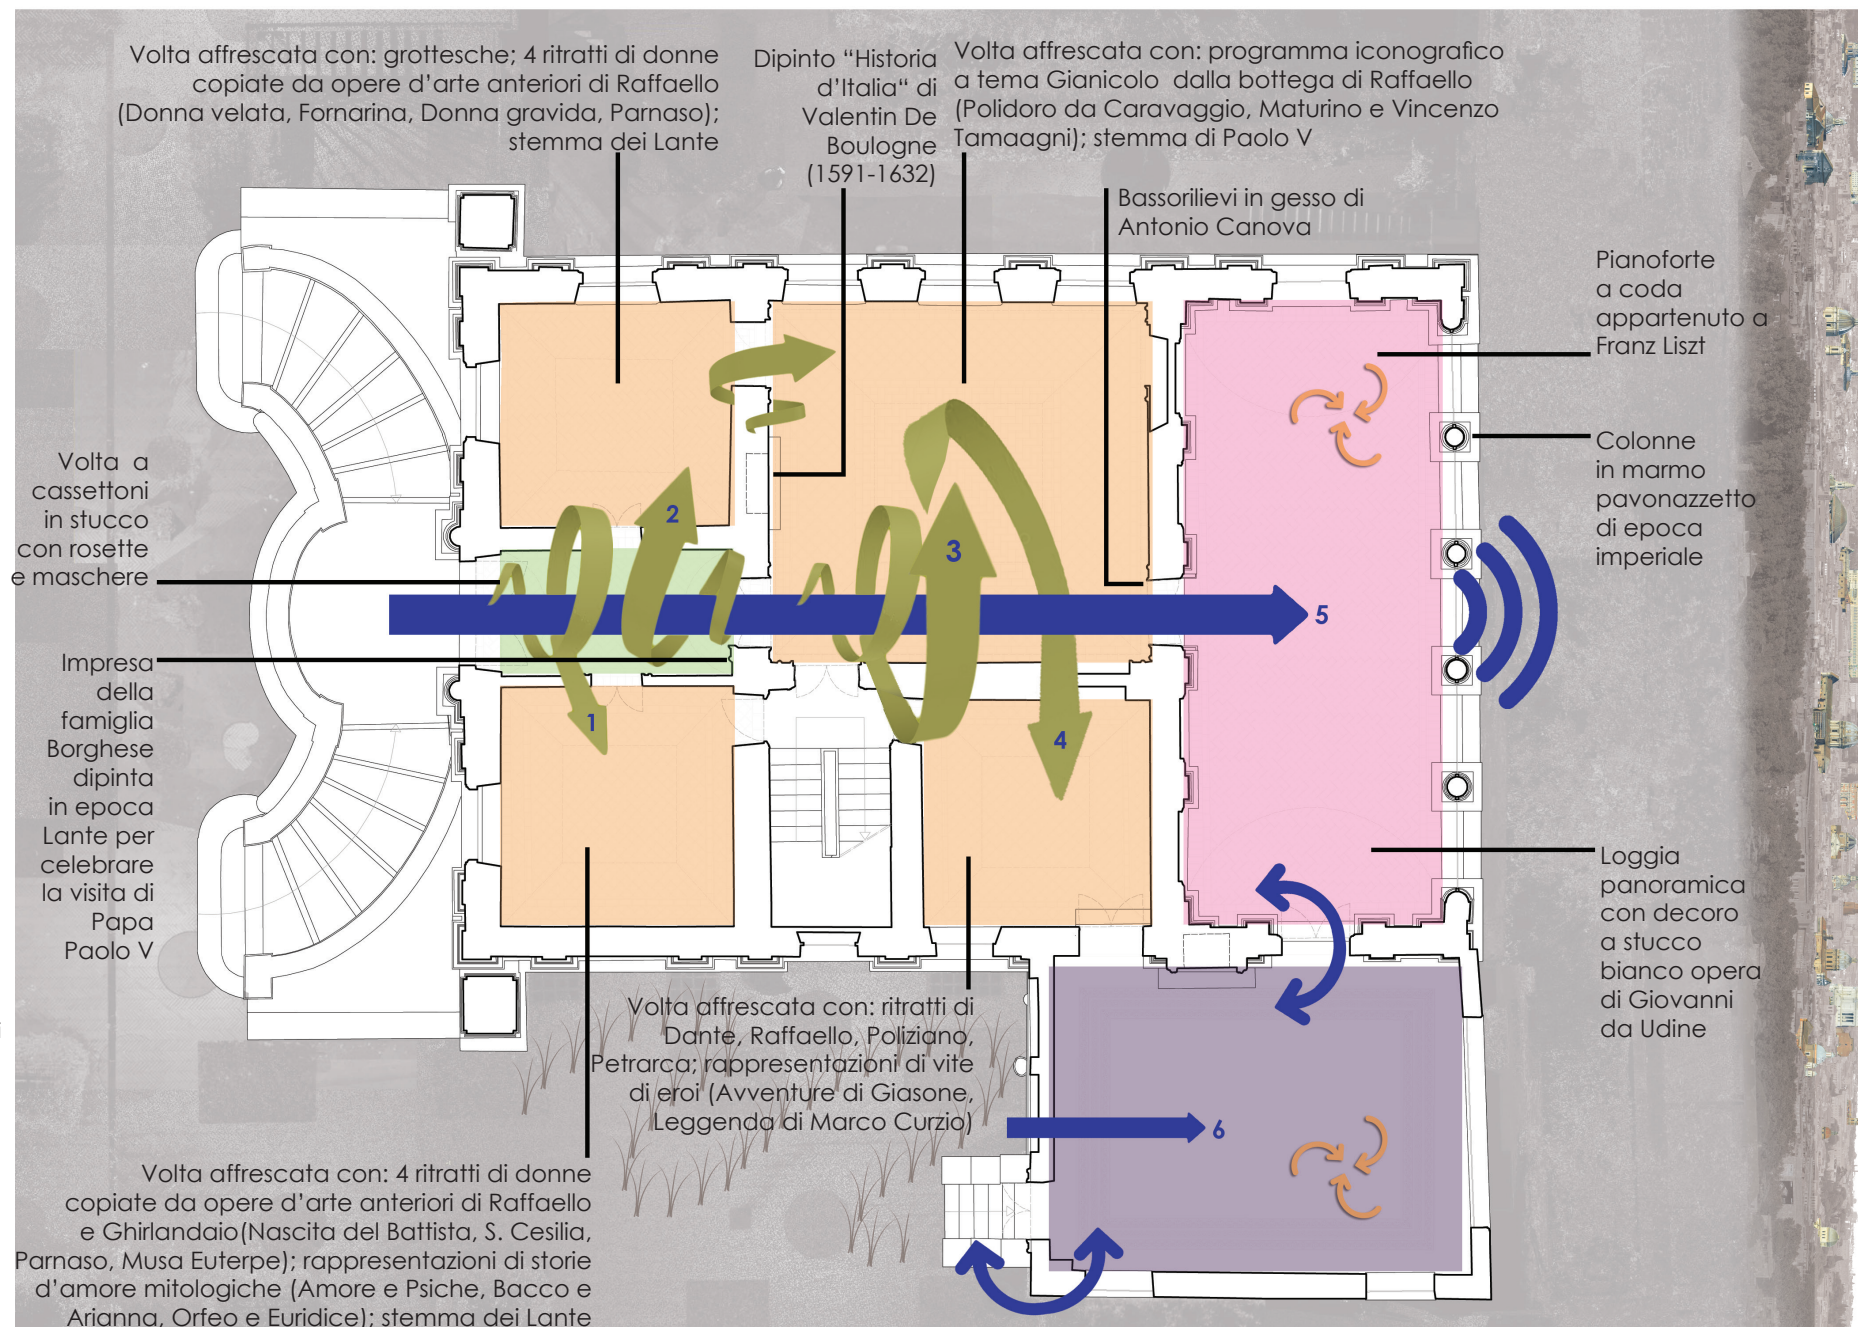 Volta affrescata con: grottesche; 4 ritratti di donne
copiate da opere d'arte anteriori di Raffaello
(Donna velata, Fornarina, Donna gravida, Parnaso);
stemma dei Lante
Dipinto "Historia
d'Italia" di
Valentin De
Boulogne
(1591-1632)
Volta affrescata con: programma iconografico
a tema Gianicolo dalla bottega di Raffaello
(Polidoro da Caravaggio, Maturino e Vincenzo
Tamaagni); stemma di Paolo V
Bassorilievi in gesso di
Antonio Canova
Pianoforte
a coda
appartenuto a
Franz Liszt
Colonne
in marmo
pavonazzetto
di epoca
imperiale
Volta a
cassettoni
in stucco
con rosette
e maschere
2
3
5
Impresa
della
famiglia
Borghese
dipinta
in epoca
Lante per
celebrare
la visita di
Papa
Paolo V
1
4
Loggia
panoramica
con decoro
a stucco
bianco opera
di Giovanni
da Udine
Volta affrescata con: ritratti di
Dante, Raffaello, Poliziano,
Petrarca; rappresentazioni di vite
di eroi (Avventure di Giasone,
Leggenda di Marco Curzio)
6
Volta affrescata con: 4 ritratti di donne
copiate da opere d'arte anteriori di Raffaello
e Ghirlandaio(Nascita del Battista, S. Cesilia,
Parnaso, Musa Euterpe); rappresentazioni di storie
d'amore mitologiche (Amore e Psiche, Bacco e
Arianna, Orfeo e Euridice); stemma dei Lante